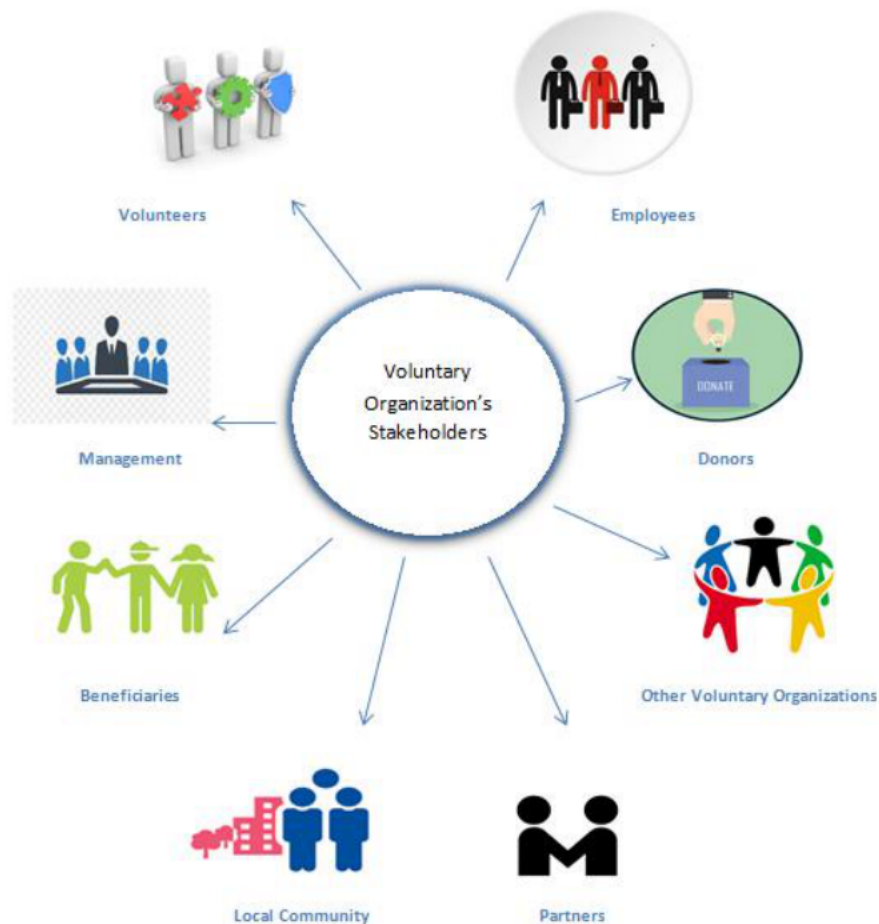 Volunteers
Employees
Voluntary
Organization's
Stakeholders
DONATE
Management
Donors
Beneficiaries
Other Voluntary Organizations
Local Community
Partners